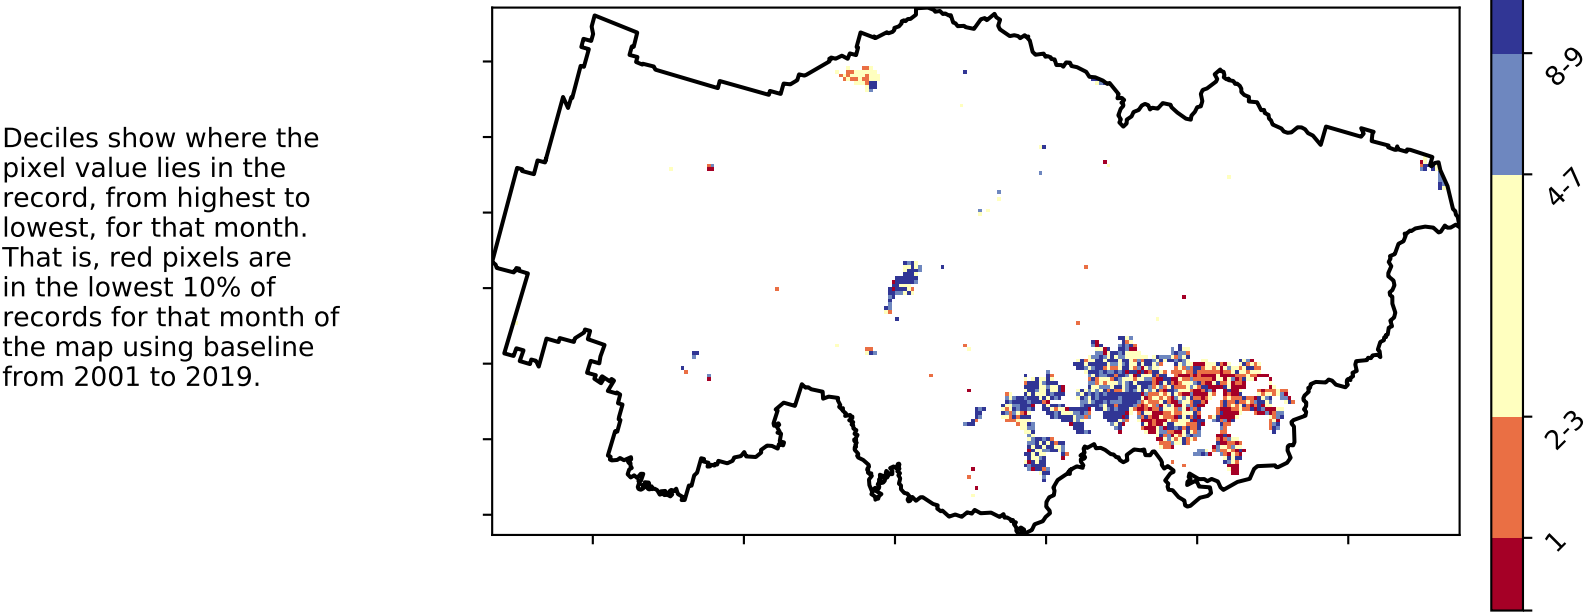 Deciles show where the
pixel value lies in the
record, from highest to
lowest, for that month.
That is, red pixels are
in the lowest 10% of
records for that month of
the map using baseline
from 2001 to 2019.
8-9
4-7
2-3
1